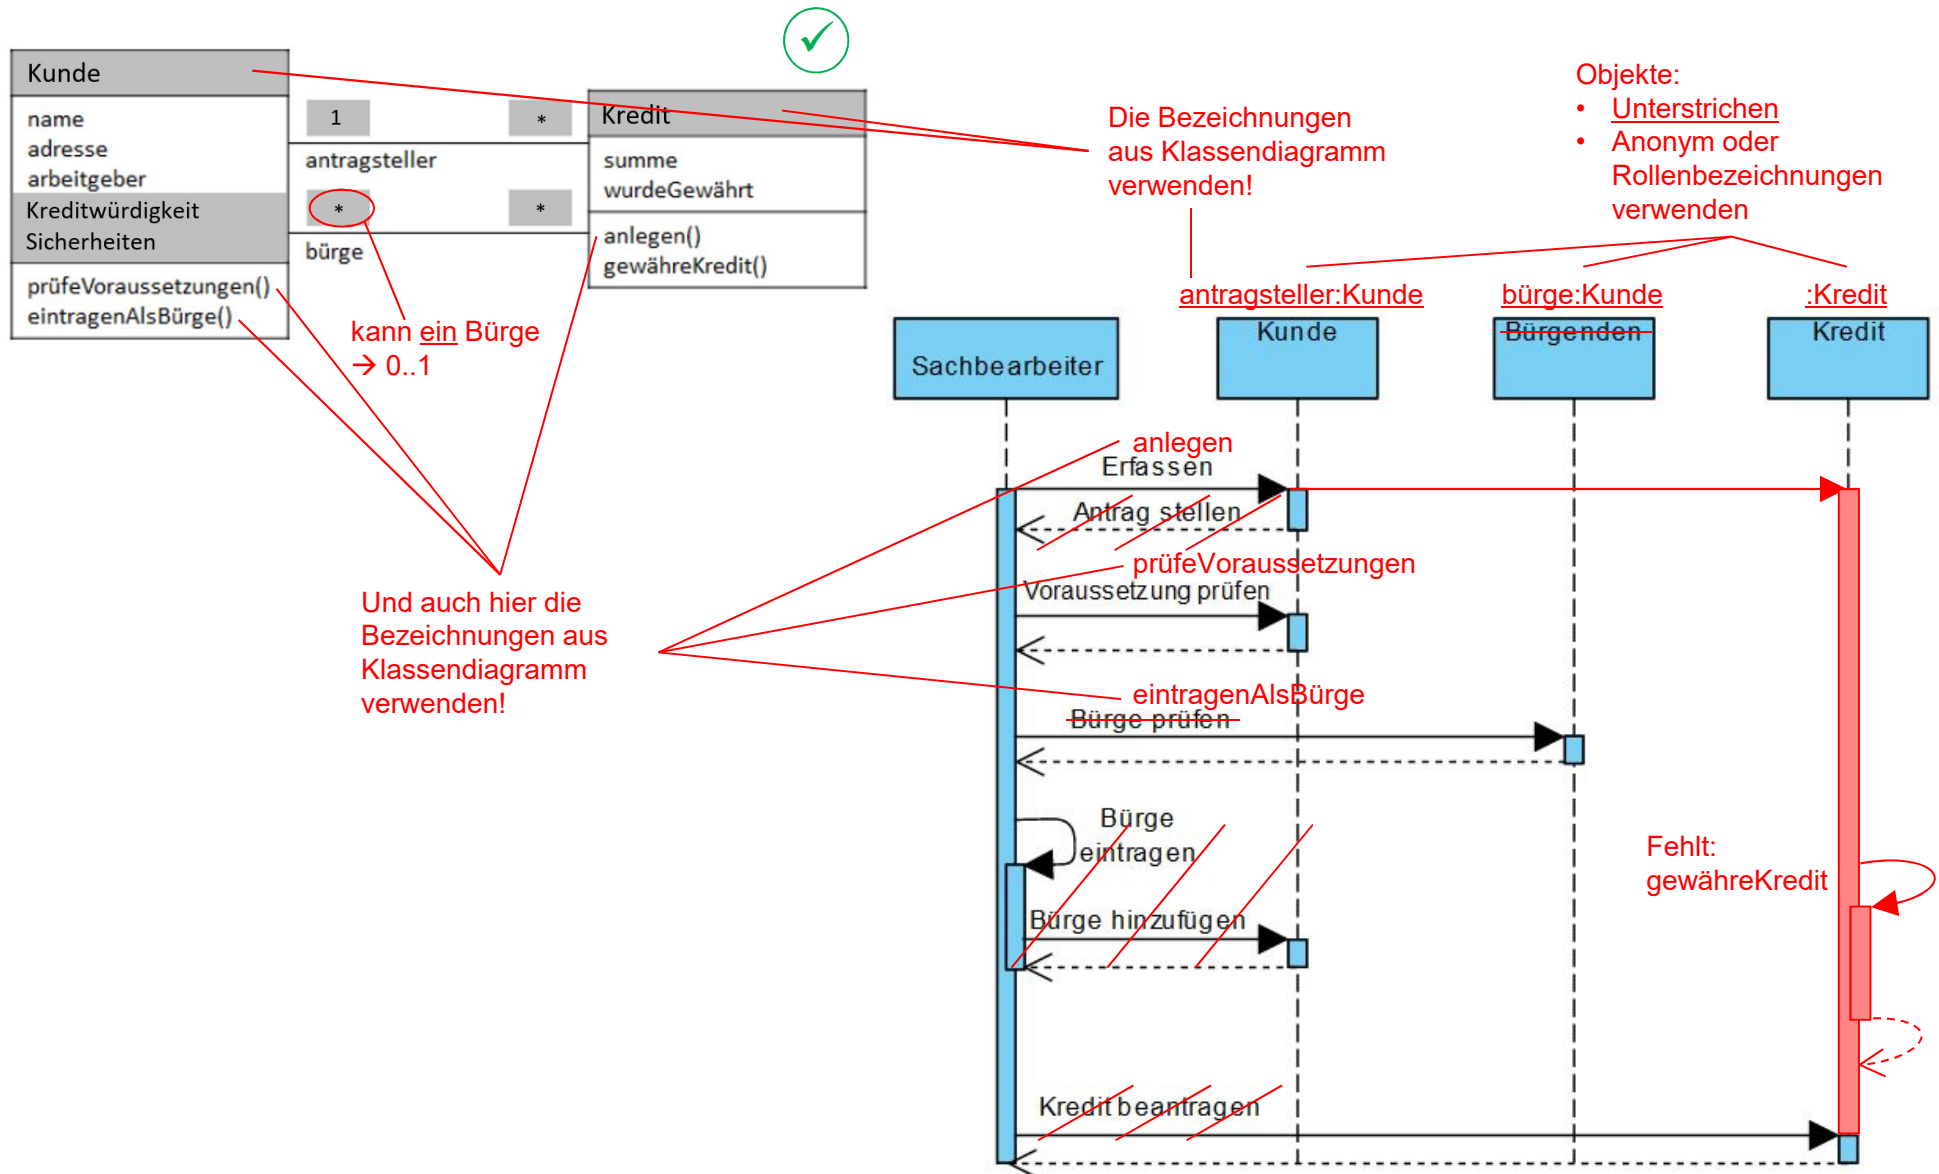 Kunde
name
adresse
arbeitgeber
Kreditwürdigkeit
Sicherheiten
prüfeVoraussetzungen()
eintragenAlsBürge()
1
*
antragsteller
*
*
bürge
Kredit
summe
wurdeGewährt
anlegen()
gewähreKredit()
kann ein Bürge
→ 0..1
Die Bezeichnungen
aus Klassendiagramm
verwenden!
Objekte:
• Unterstrichen
• Anonym oder
Rollenbezeichnungen
verwenden
antragsteller:Kunde
bürge:Kunde
:Kredit
Sachbearbeiter
Kunde
Bürgenden
Kredit
Und auch hier die
Bezeichnungen aus
Klassendiagramm
verwenden!
anlegen
Erfassen
Antrag stellen
prüfeVoraussetzungen
Voraussetzung prüfen
eintragenAlsBürge
Bürge prüfen
Bürge
eintragen
Bürge hinzufügen
Fehlt:
gewähreKredit
Kredit beantragen